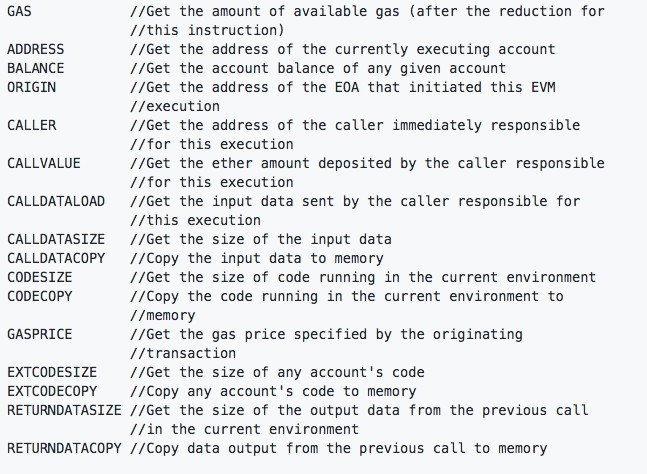 GAS //Get the amount of available gas (after the reduction for
//this instruction)
ADDRESS //Get the address of the currently executing account
BALANCE //Get the account balance of any given account
ORIGIN //Get the address of the EOA that initiated this EVM
//execution
CALLER //Get the address of the caller immediately responsible
//for this execution
CALLVALUE //Get the ether amount deposited by the caller responsible
//for this execution
CALLDATALOAD //Get the input data sent by the caller responsible for
//this execution
CALLDATASIZE //Get the size of the input data
CALLDATACOPY //Copy the input data to memory
CODESIZE //Get the size of code running in the current environment
CODECOPY //Copy the code running in the current environment to
//memory
GASPRICE //Get the gas price specified by the originating
//transaction
EXTCODESIZE //Get the size of any account's code
EXTCODECOPY //Copy any account's code to memory
RETURNDATASIZE //Get the size of the output data from the previous call
//in the current environment
RETURNDATACOPY //Copy data output from the previous call to memory